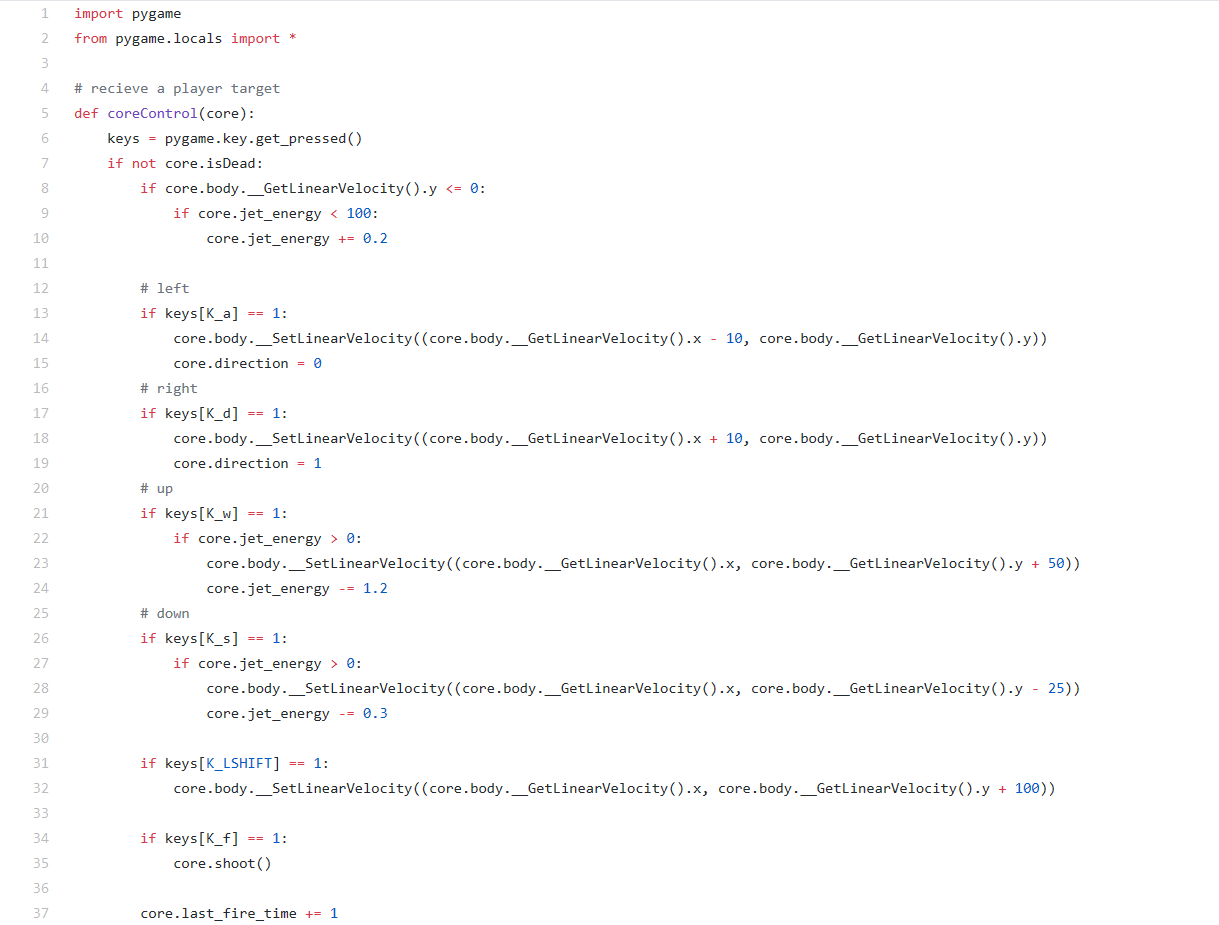 1 import pygame
2 from pygame.locals import *
3
4 # recieve a player target
5 def coreControl(core):
6     keys = pygame.key.get_pressed()
7     if not core.isDead:
8         if core.body.__GetLinearVelocity().y <= 0:
9             if core.jet_energy < 100:
10                 core.jet_energy += 0.2
11
12         # left
13         if keys[K_a] == 1:
14             core.body.__SetLinearVelocity((core.body.__GetLinearVelocity().x - 10, core.body.__GetLinearVelocity().y))
15             core.direction = 0
16         # right
17         if keys[K_d] == 1:
18             core.body.__SetLinearVelocity((core.body.__GetLinearVelocity().x + 10, core.body.__GetLinearVelocity().y))
19             core.direction = 1
20         # up
21         if keys[K_w] == 1:
22             if core.jet_energy > 0:
23                 core.body.__SetLinearVelocity((core.body.__GetLinearVelocity().x, core.body.__GetLinearVelocity().y + 50))
24                 core.jet_energy -= 1.2
25         # down
26         if keys[K_s] == 1:
27             if core.jet_energy > 0:
28                 core.body.__SetLinearVelocity((core.body.__GetLinearVelocity().x, core.body.__GetLinearVelocity().y - 25))
29                 core.jet_energy -= 0.3
30
31         if keys[K_LSHIFT] == 1:
32             core.body.__SetLinearVelocity((core.body.__GetLinearVelocity().x, core.body.__GetLinearVelocity().y + 100))
33
34         if keys[K_f] == 1:
35             core.shoot()
36
37         core.last_fire_time += 1